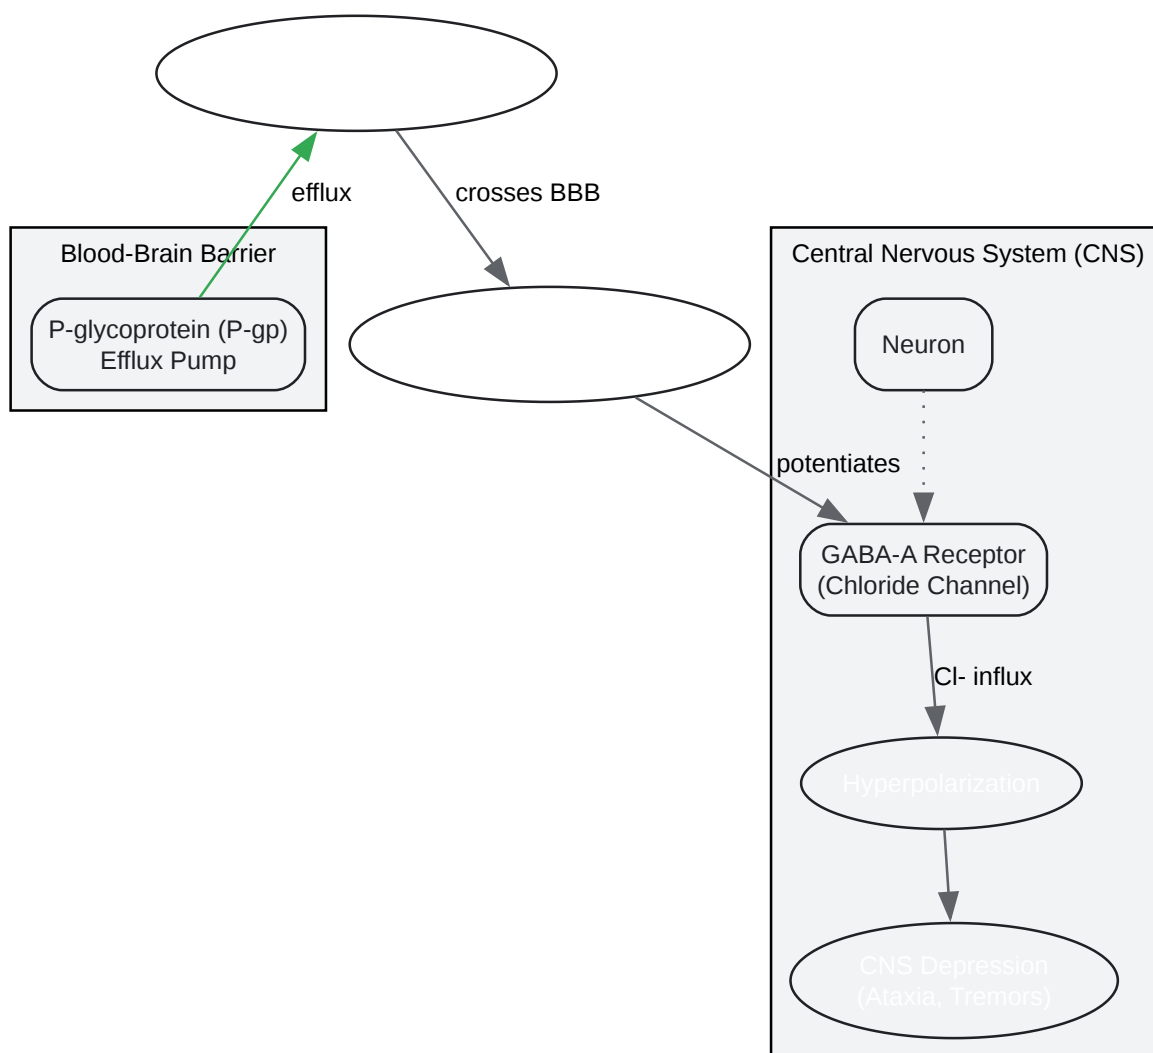 efflux
crosses BBB
Blood-Brain Barrier
P-glycoprotein (P-gp)
Efflux Pump
Central Nervous System (CNS)
Neuron
potentiates
GABA-A Receptor
(Chloride Channel)
Cl- influx
Hyperpolarization
CNS Depression
(Ataxia, Tremors)